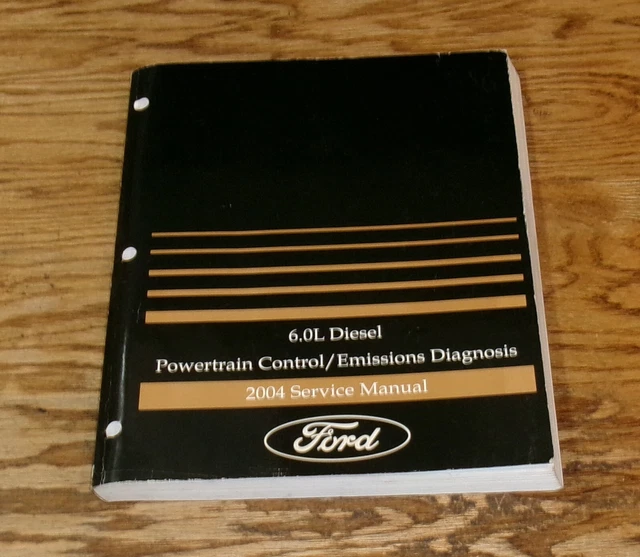 6.0L Diesel
Powertrain Control/Emissions Diagnosis
2004 Service Manual
Ford